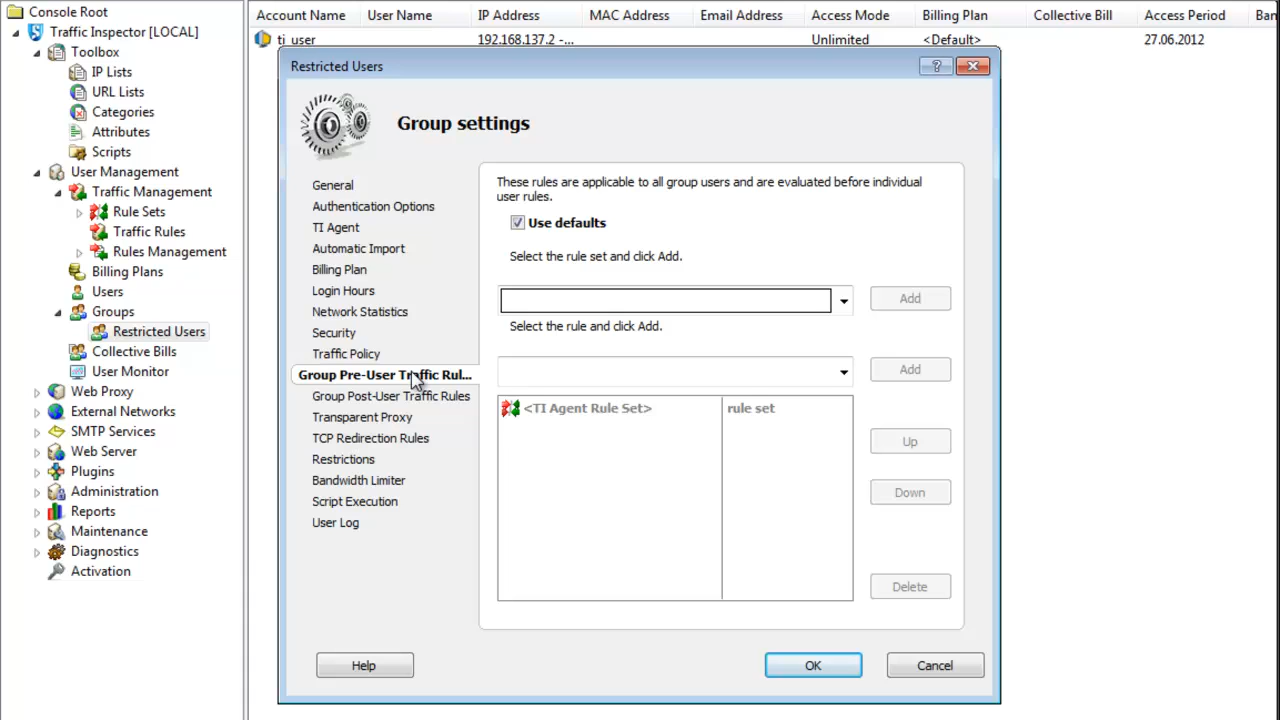 Console Root
Traffic Inspector [LOCAL]
Toolbox
IP Lists
URL Lists
Categories
Attributes
Scripts
User Management
Traffic Management
Rule Sets
Traffic Rules
Rules Management
Billing Plans
Users
Groups
Restricted Users
Collective Bills
User Monitor
Web Proxy
External Networks
SMTP Services
Web Server
Plugins
Administration
Reports
Maintenance
Diagnostics
Activation
Account Name User Name IP Address MAC Address Email Address Access Mode Billing Plan Collective Bill Access Period Ban
ti_user 192.168.137.2 -... Unlimited <Default> 27.06.2012
Restricted Users ?
Group settings
General
Authentication Options
TI Agent
Automatic Import
Billing Plan
Login Hours
Network Statistics
Security
Traffic Policy
Group Pre-User Traffic Rul...
Group Post-User Traffic Rules
Transparent Proxy
TCP Redirection Rules
Restrictions
Bandwidth Limiter
Script Execution
User Log
These rules are applicable to all group users and are evaluated before individual
user rules.
Use defaults
Select the rule set and click Add.
Add
Select the rule and click Add.
Add
<TI Agent Rule Set> rule set
Up
Down
Delete
Help OK Cancel